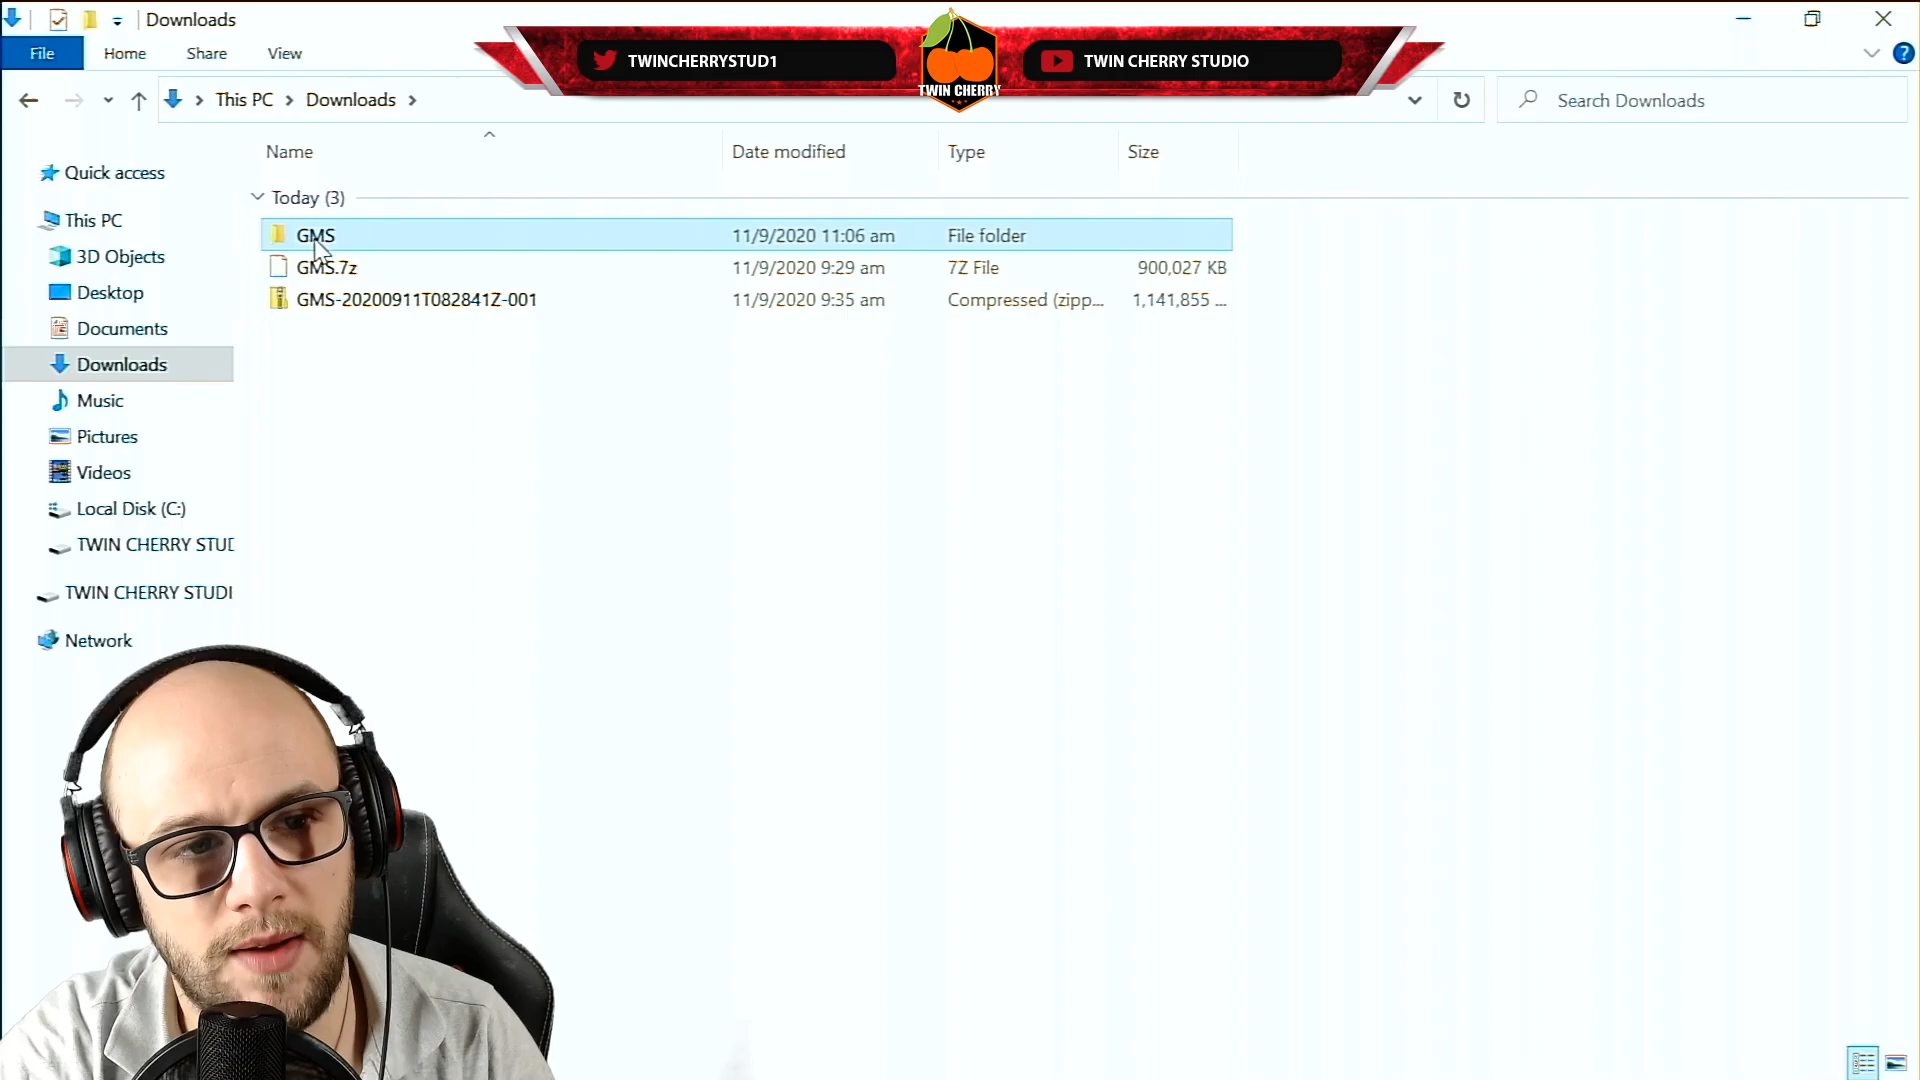 Downloads
File Home Share View
TWINCHERRYSTUD1
TWIN CHERRY
TWIN CHERRY STUDIO
This PC Downloads
Search Downloads
Name Date modified Type Size
Today (3)
GMS 11/9/2020 11:06 am File folder
GMS.7z 11/9/2020 9:29 am 7Z File 900,027 KB
GMS-20200911T082841Z-001 11/9/2020 9:35 am Compressed (zipp... 1,141,855 ...
Quick access
This PC
3D Objects
Desktop
Documents
Downloads
Music
Pictures
Videos
Local Disk (C:)
TWIN CHERRY STUD
TWIN CHERRY STUDI
Network